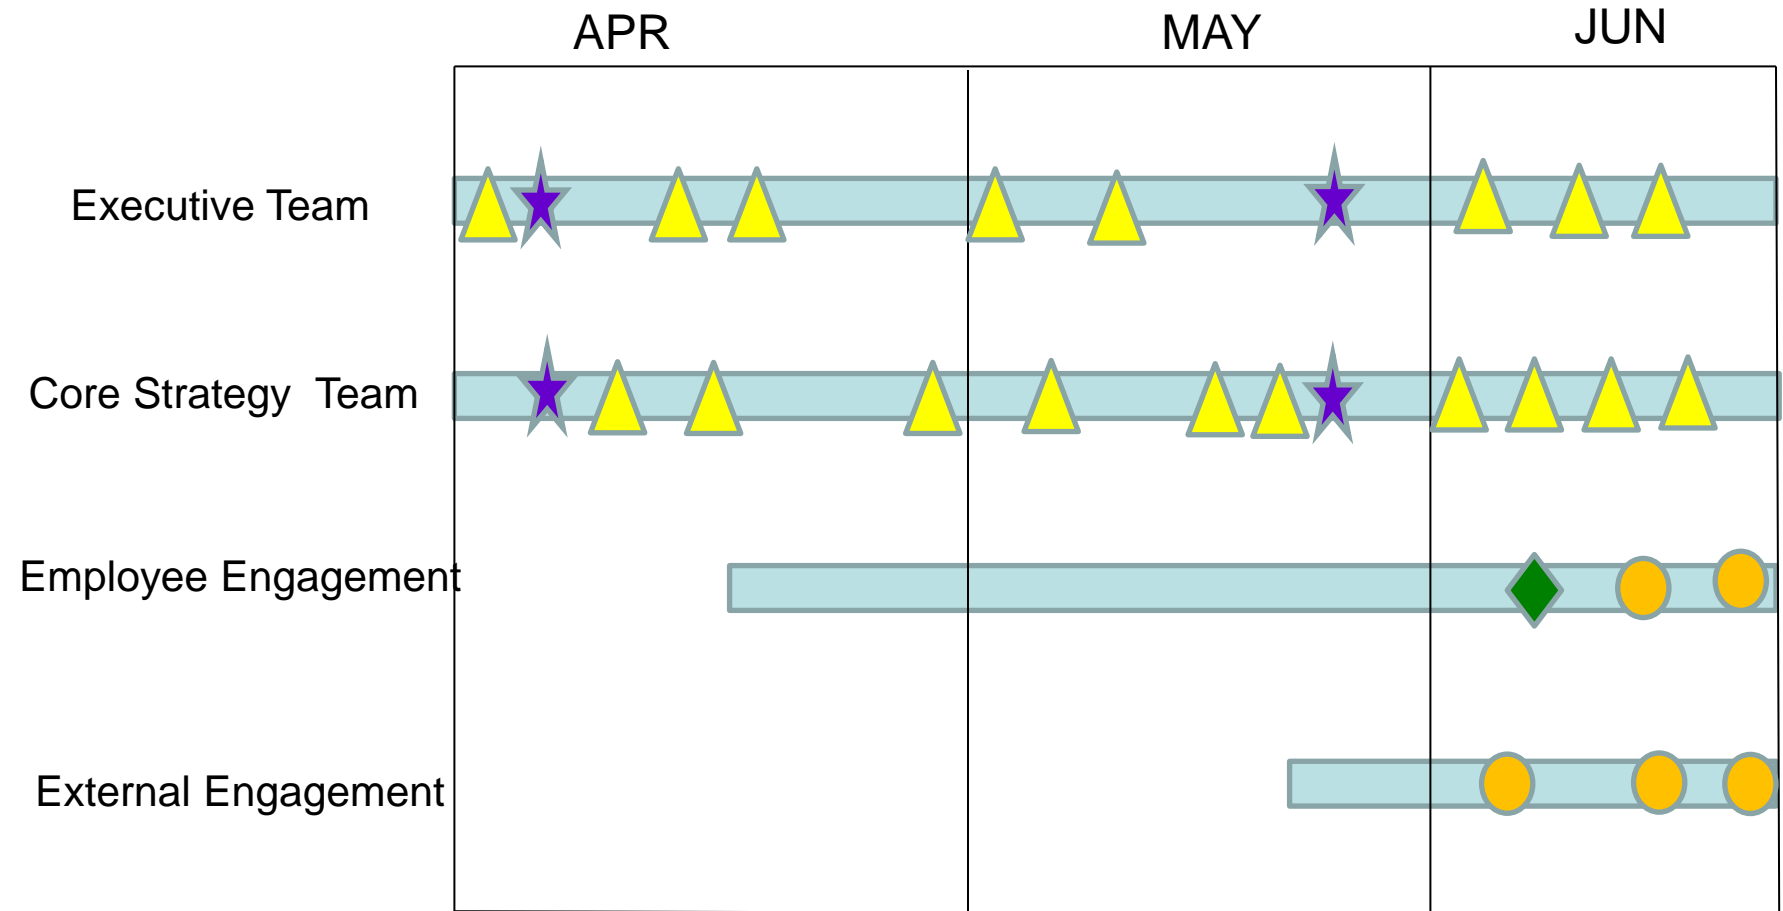 APR
MAY
JUN
Executive Team
Core Strategy  Team
Employee Engagement
External Engagement